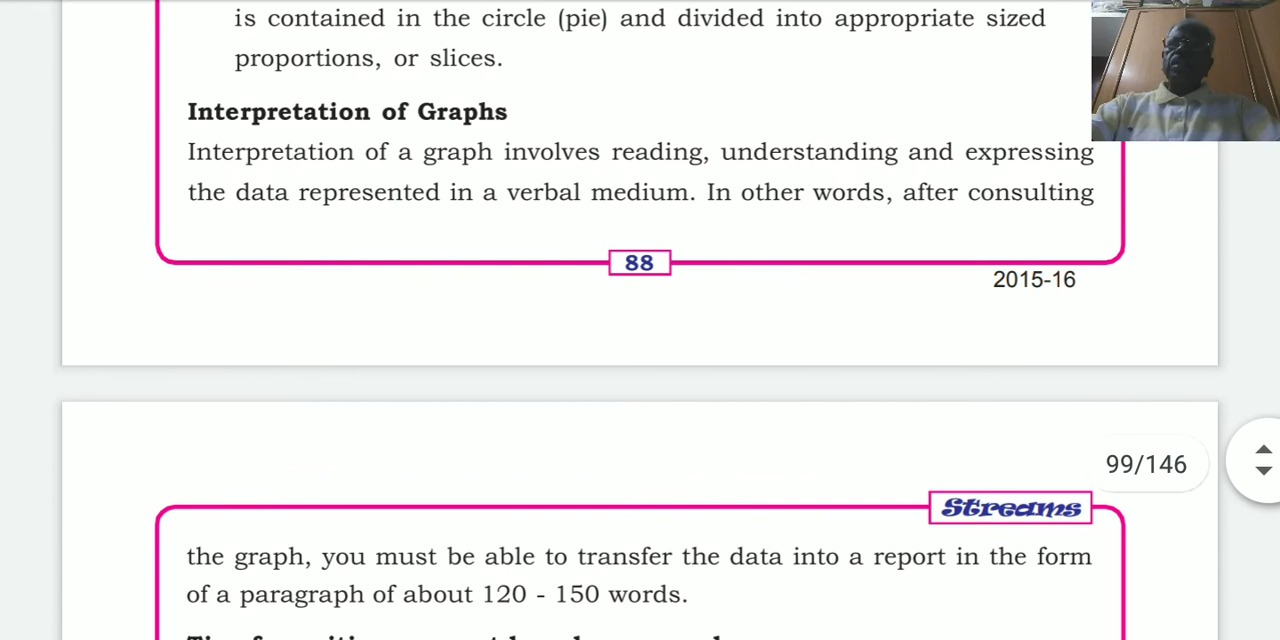 is contained in the circle (pie) and divided into appropriate sized
proportions, or slices.
Interpretation of Graphs
Interpretation of a graph involves reading, understanding and expressing
the data represented in a verbal medium. In other words, after consulting
88
2015-16
99/146
Streams
the graph, you must be able to transfer the data into a report in the form
of a paragraph of about 120 - 150 words.